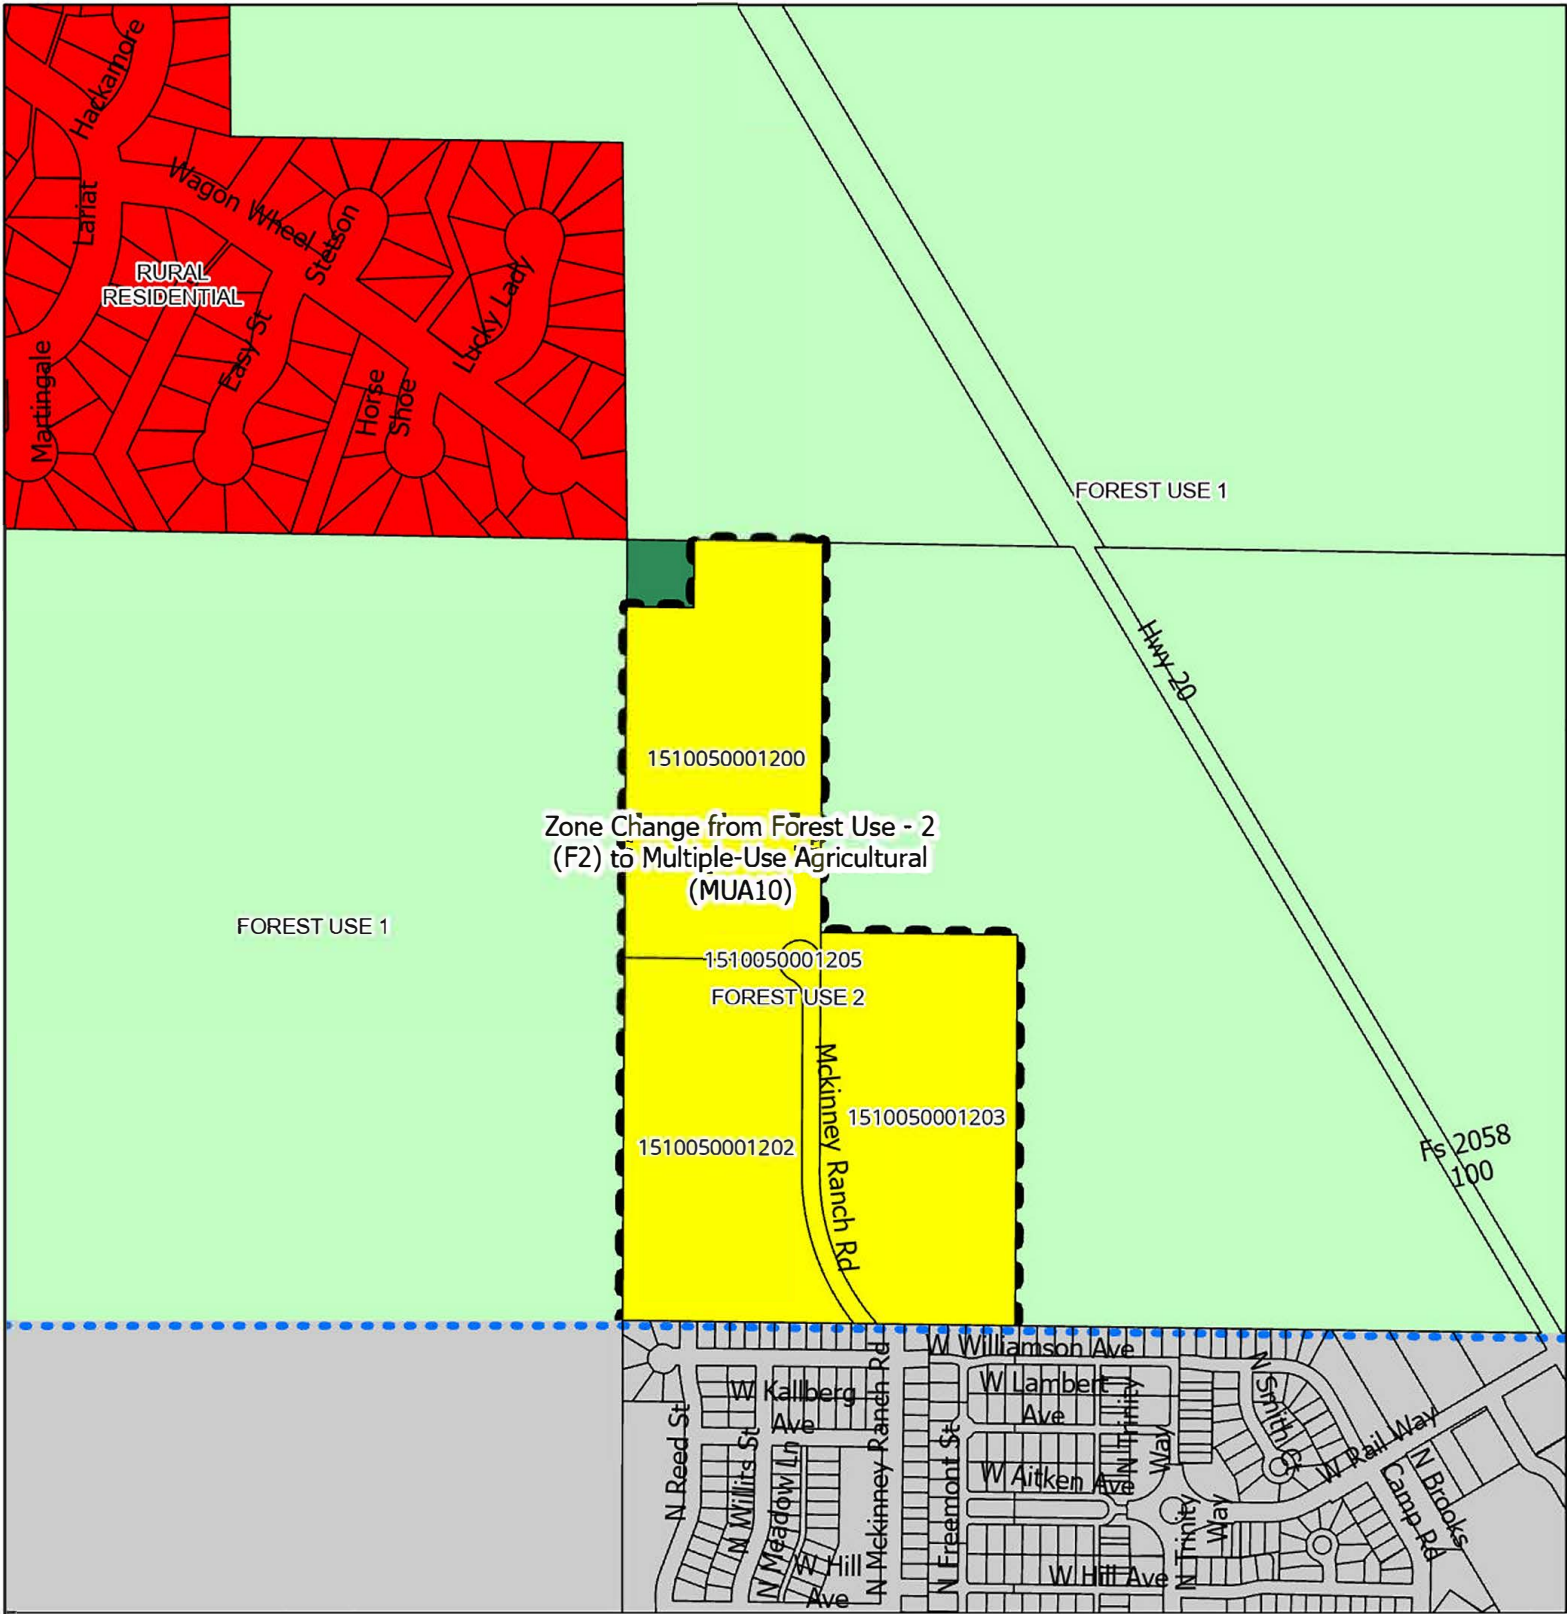 Hackamore
Wagon Wheel
Lariat
Stetson
RURAL
RESIDENTIAL
Lucky Lady
Easy St
Martingale
Horse
Shoe
FOREST USE 1
Hwy 20
1510050001200
Zone Change from Forest Use - 2
(F2) to Multiple-Use Agricultural
(MUA10)
FOREST USE 1
1510050001205
FOREST USE 2
Mckinney Ranch Rd
1510050001203
1510050001202
Fs 2058
100
W Williamson Ave
W Kallberg
Ave
W Lambert
Ave
N Smith Ct
N Reed St
N Willits St
N Meadow Ln
N Mckinney Ranch Rd
N Freemont St
N Trinity
Way
W Rail Way
W Aitken Ave
N Brooks
Camp Rd
N Trinity
Way
W Hill
Ave
W Hill Ave